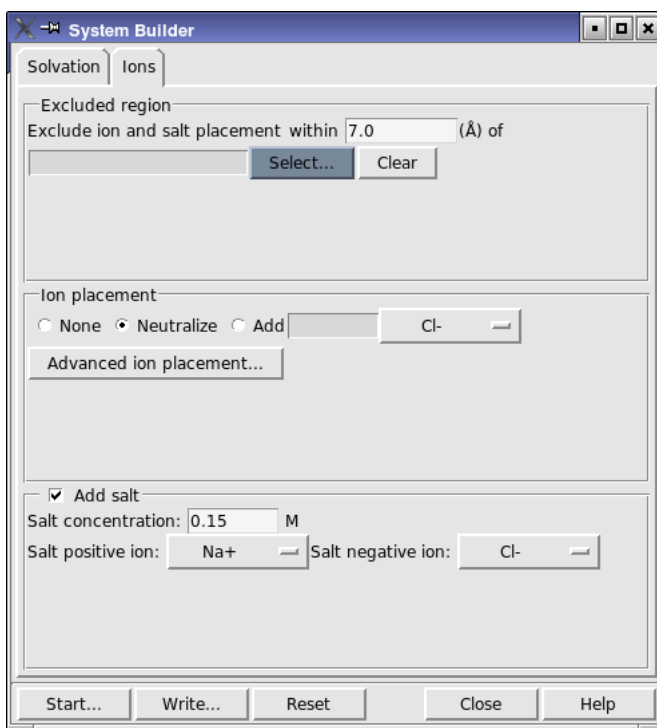 System Builder
Solvation Ions
Excluded region
Exclude ion and salt placement within 7.0 (Å) of
Select... Clear
Ion placement
None Neutralize Add Cl-
Advanced ion placement...
Add salt
Salt concentration: 0.15 M
Salt positive ion: Na+ Salt negative ion: Cl-
Start... Write... Reset Close Help